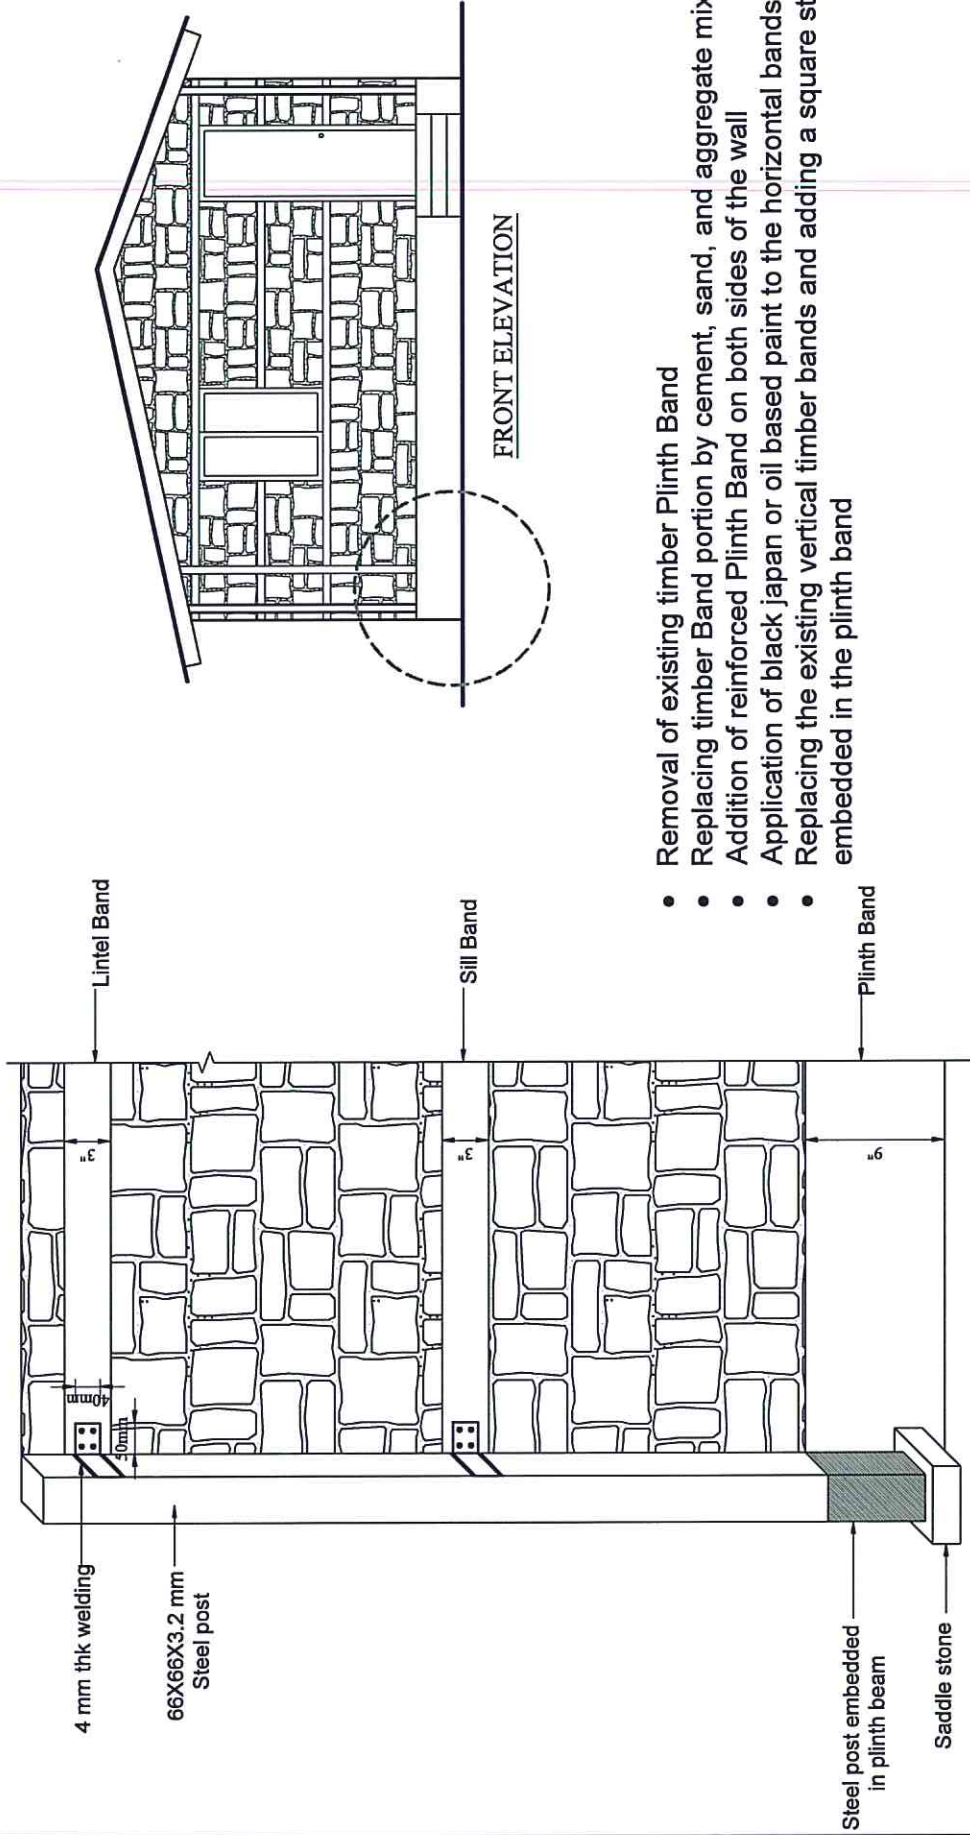 4 mm thk welding
66X66X3.2 mm
Steel post
Steel post embedded
in plinth beam
Saddle stone
40mm
50mm
3"
3"
9"
Lintel Band
Sill Band
Plinth Band
FRONT ELEVATION
• Removal of existing timber Plinth Band
• Replacing timber Band portion by cement, sand, and aggregate mix
• Addition of reinforced Plinth Band on both sides of the wall
• Application of black japan or oil based paint to the horizontal bands
• Replacing the existing vertical timber bands and adding a square
embedded in the plinth band